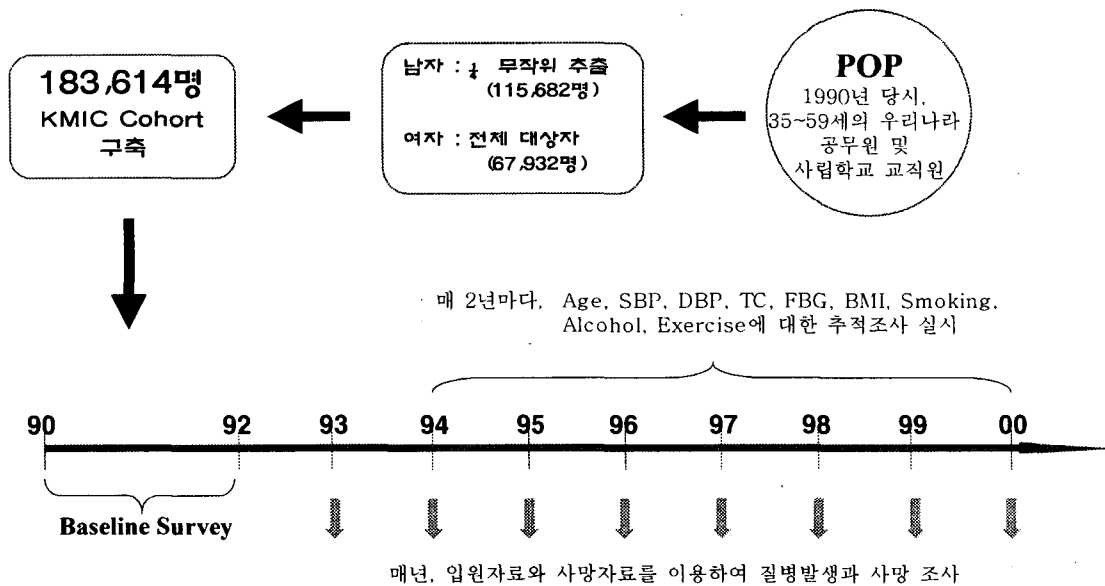 183,614명
KMIC Cohort
구축
남자 : ¼ 무작위 추출
(115,682명)
여자 : 전체 대상자
(67,932명)
POP
1990년 당시,
35~59세의 우리나라
공무원 및
사립학교 교직원
매 2년마다, Age, SBP, DBP, TC, FBG, BMI, Smoking,
Alcohol, Exercise에 대한 추적조사 실시
90 92 93 94 95 96 97 98 99 00
Baseline Survey
매년, 입원자료와 사망자료를 이용하여 질병발생과 사망 조사